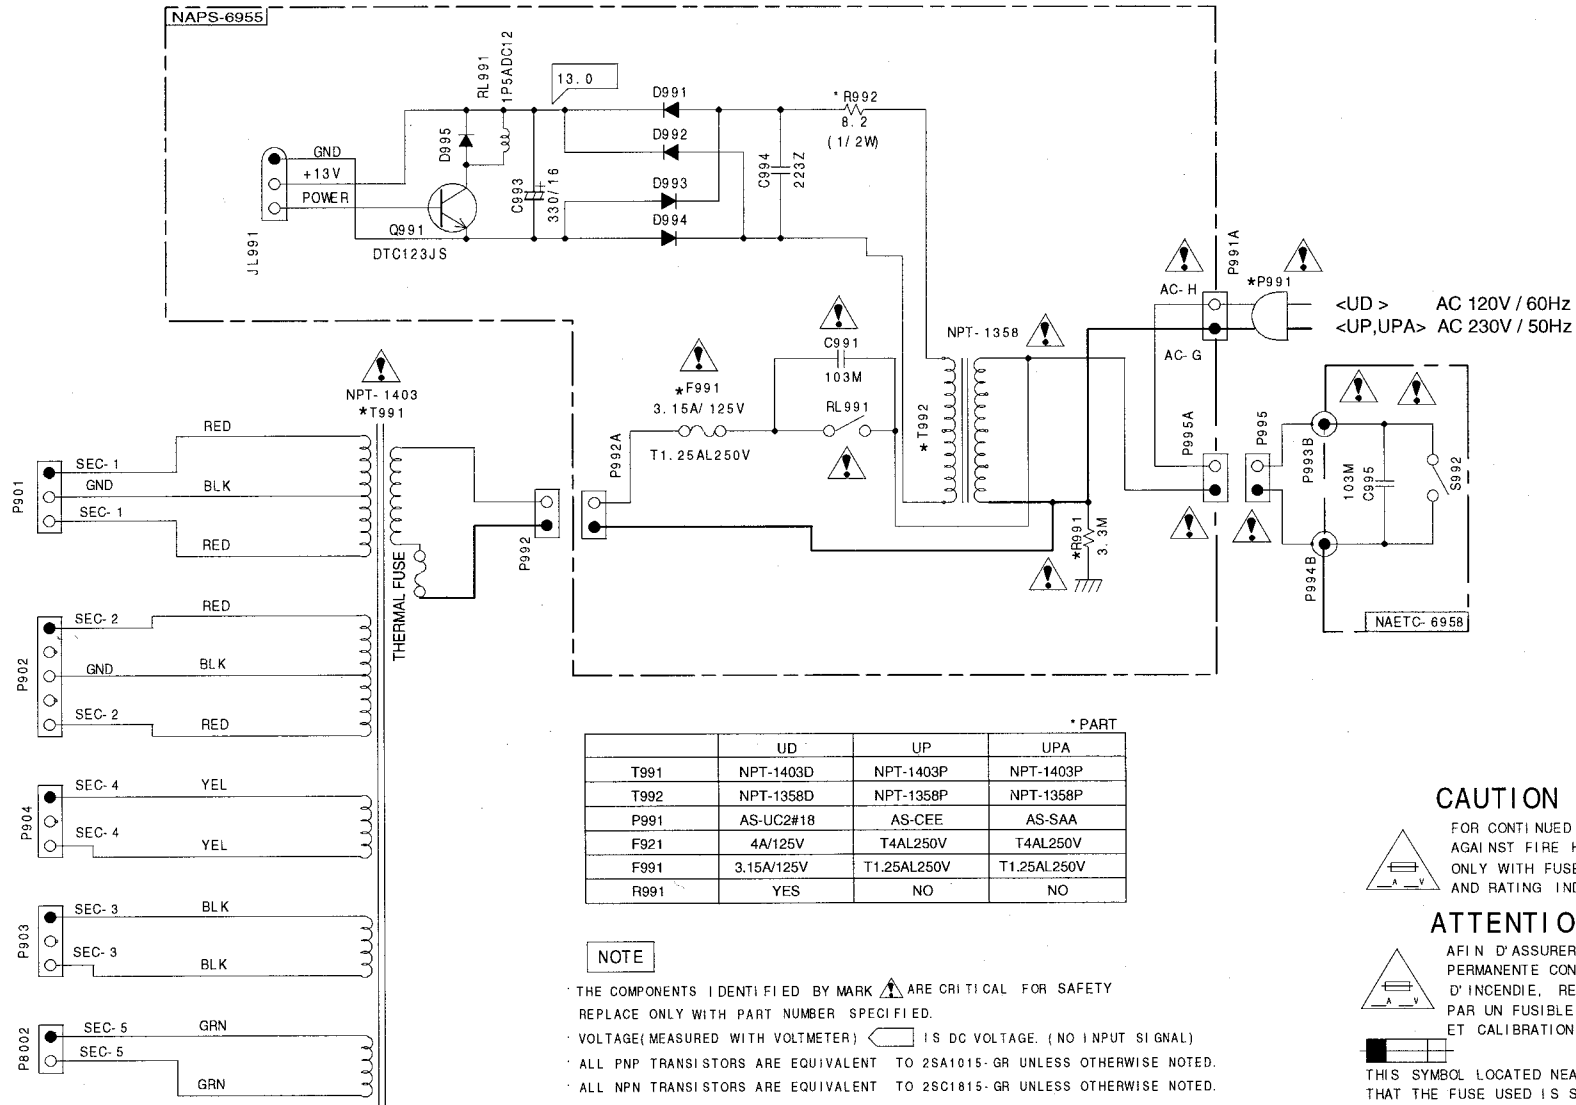 NAPS-6955
RL991
1P5ADC12
13.0
D991
D992
D993
D994
D995
* R992
8.2
(1/2W)
C994
223Z
C993
330/16
+
GND
+13V
POWER
JL991
Q991
DTC123JS
P991A
*P991
AC-H
AC-G
<UD > AC 120V / 60Hz
<UP,UPA> AC 230V / 50Hz
NPT-1358
*T992
C991
103M
RL991
*F991
3.15A/125V
T1.25AL250V
P992A
P992
*R991
3.3M
P995A
P995
P993B
P994B
103M
C995
S992
NAETC-6958
NPT-1403
*T991
THERMAL FUSE
P901
SEC-1
RED
GND
BLK
SEC-1
RED
P902
SEC-2
RED
GND
BLK
SEC-2
RED
P904
SEC-4
YEL
SEC-4
YEL
P903
SEC-3
BLK
SEC-3
BLK
P8002
SEC-5
GRN
SEC-5
GRN
* PART
UD UP UPA
T991 NPT-1403D NPT-1403P NPT-1403P
T992 NPT-1358D NPT-1358P NPT-1358P
P991 AS-UC2#18 AS-CEE AS-SAA
F921 4A/125V T4AL250V T4AL250V
F991 3.15A/125V T1.25AL250V T1.25AL250V
R991 YES NO NO
NOTE
THE COMPONENTS IDENTIFIED BY MARK ! ARE CRITICAL FOR SAFETY
REPLACE ONLY WITH PART NUMBER SPECIFIED.
VOLTAGE(MEASURED WITH VOLTMETER) IS DC VOLTAGE. (NO INPUT SIGNAL)
ALL PNP TRANSISTORS ARE EQUIVALENT TO 2SA1015-GR UNLESS OTHERWISE NOTED.
ALL NPN TRANSISTORS ARE EQUIVALENT TO 2SC1815-GR UNLESS OTHERWISE NOTED.
CAUTION
FOR CONTINUED
AGAINST FIRE
ONLY WITH FUSE
AND RATING
A V
ATTENTIO
AFIN D'ASSURER
PERMANENTE CON
D'INCENDIE, RE
PAR UN FUSIBLE
ET CALIBRATION
A V
THIS SYMBOL LOCATED NEA
THAT THE FUSE USED IS S